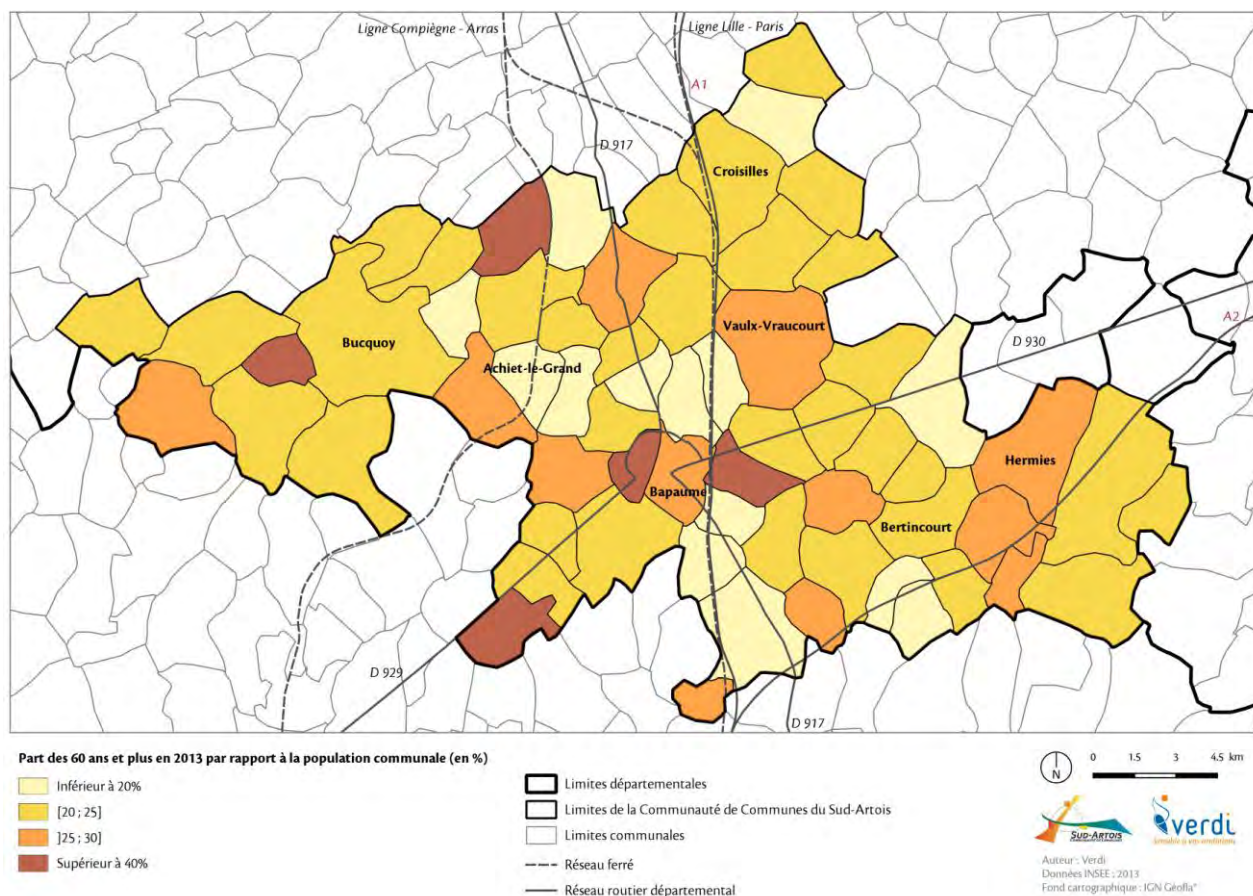 Ligne Compiègne - Arras
Ligne Lille - Paris
A1
D 917
Croisilles
Vaulx-Vraucourt
D 930
A2
Bucquoy
Achiet-le-Grand
Hermies
Bapaume
Bertincourt
D 929
D 917
Part des 60 ans et plus en 2013 par rapport à la population communale (en %)
Inférieur à 20%
[20 ; 25]
]25 ; 30]
Supérieur à 40%
Limites départementales
Limites de la Communauté de Communes du Sud-Artois
Limites communales
Réseau ferré
Réseau routier départemental
N
0 1.5 3 4.5 km
SUD-ARTOIS
verdi
Auteur : Verdi
Données INSEE ; 2013
Fond cartographique : IGN Géofla*